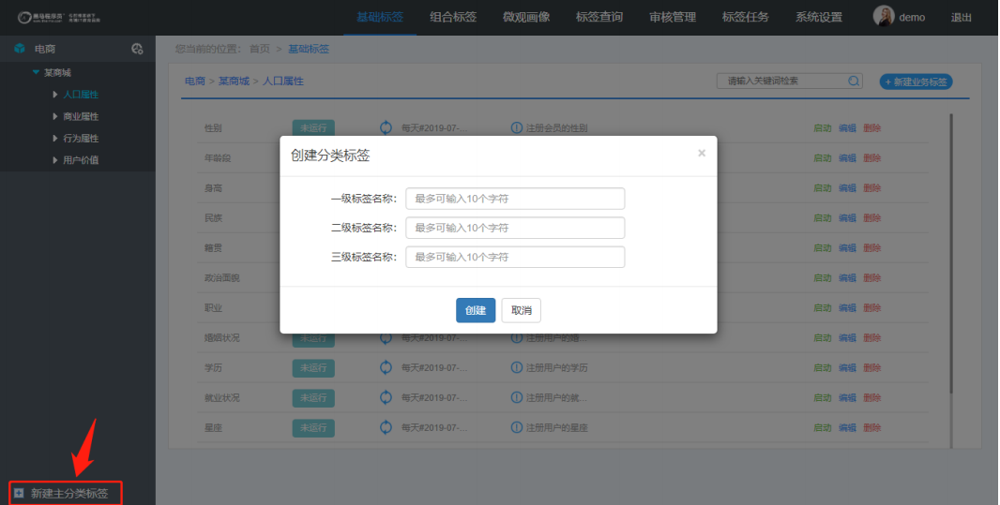 基础标签 组合标签 微观画像 标签查询 审核管理 标签任务 系统设置 demo 退出
电商
某商城
人口属性
商业属性
行为属性
用户价值
您当前的位置: 首页 > 基础标签
电商 > 某商城 > 人口属性 请输入关键词检索 + 新建业务标签
性别 未运行 每天#2019-07-... 注册会员的性别 启动 编辑 删除
年龄段 启动 编辑 删除
身高 启动 编辑 删除
民族 启动 编辑 删除
籍贯 启动 编辑 删除
政治面貌 启动 编辑 删除
职业 启动 编辑 删除
婚姻状况 未运行 每天#2019-07-... 注册用户的婚... 启动 编辑 删除
学历 未运行 每天#2019-07-... 注册用户的学历 启动 编辑 删除
就业状况 未运行 每天#2019-07-... 注册用户的就... 启动 编辑 删除
星座 未运行 每天#2019-07-... 注册用户的星座 启动 编辑 删除
创建分类标签 ×
一级标签名称: 最多可输入10个字符
二级标签名称: 最多可输入10个字符
三级标签名称: 最多可输入10个字符
创建 取消
新建主分类标签